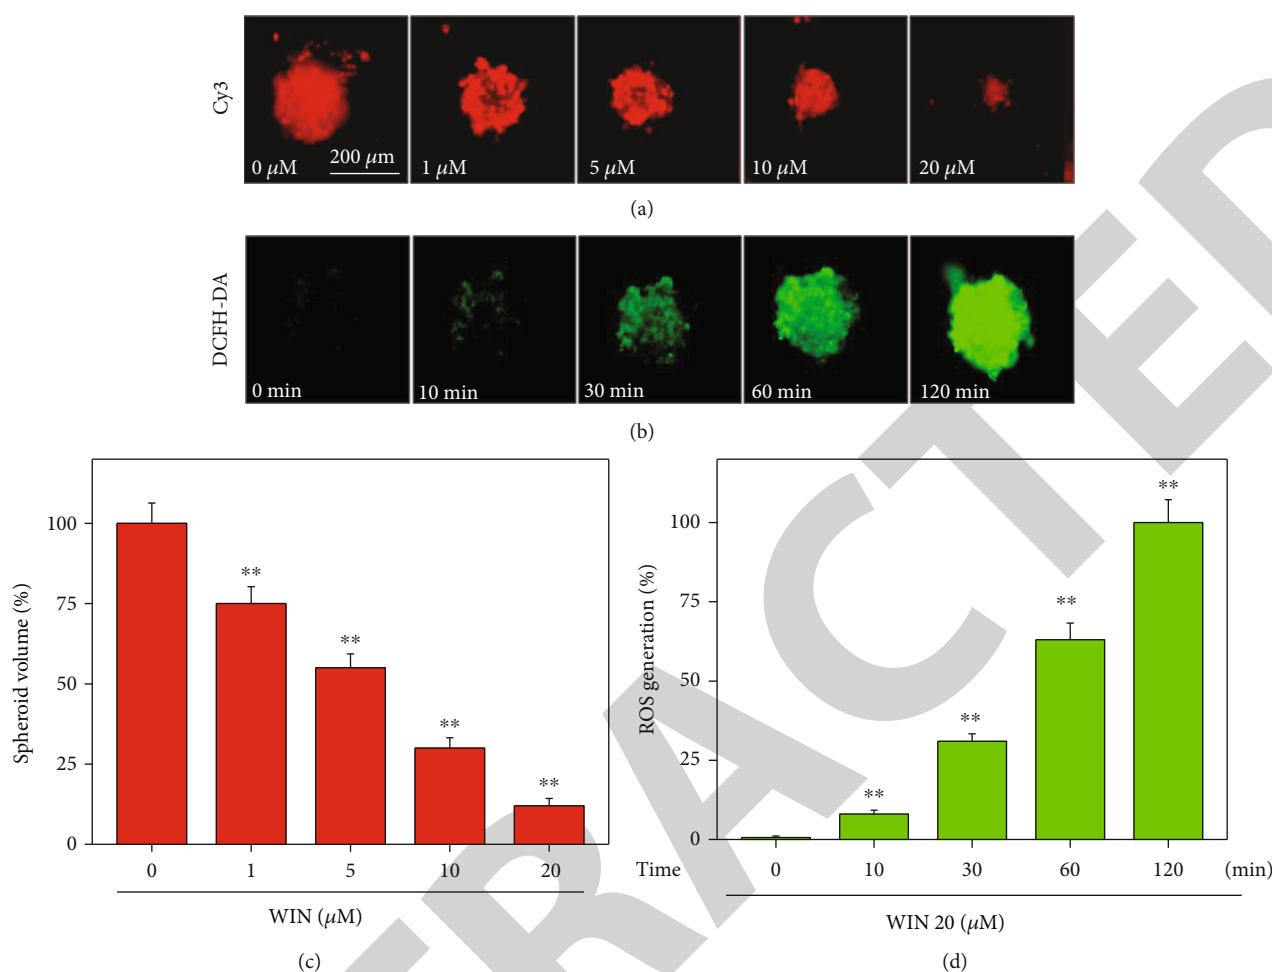 Cy3
0 µM
200 µm
1 µM
5 µM
10 µM
20 µM
(a)
DCFH-DA
0 min
10 min
30 min
60 min
120 min
(b)
Spheroid volume (%)
100
75
50
25
0
**
**
**
**
0 1 5 10 20
WIN (µM)
(c)
ROS generation (%)
100
75
50
25
0
**
**
**
**
Time 0 10 30 60 120 (min)
WIN 20 (µM)
(d)
TRACTED